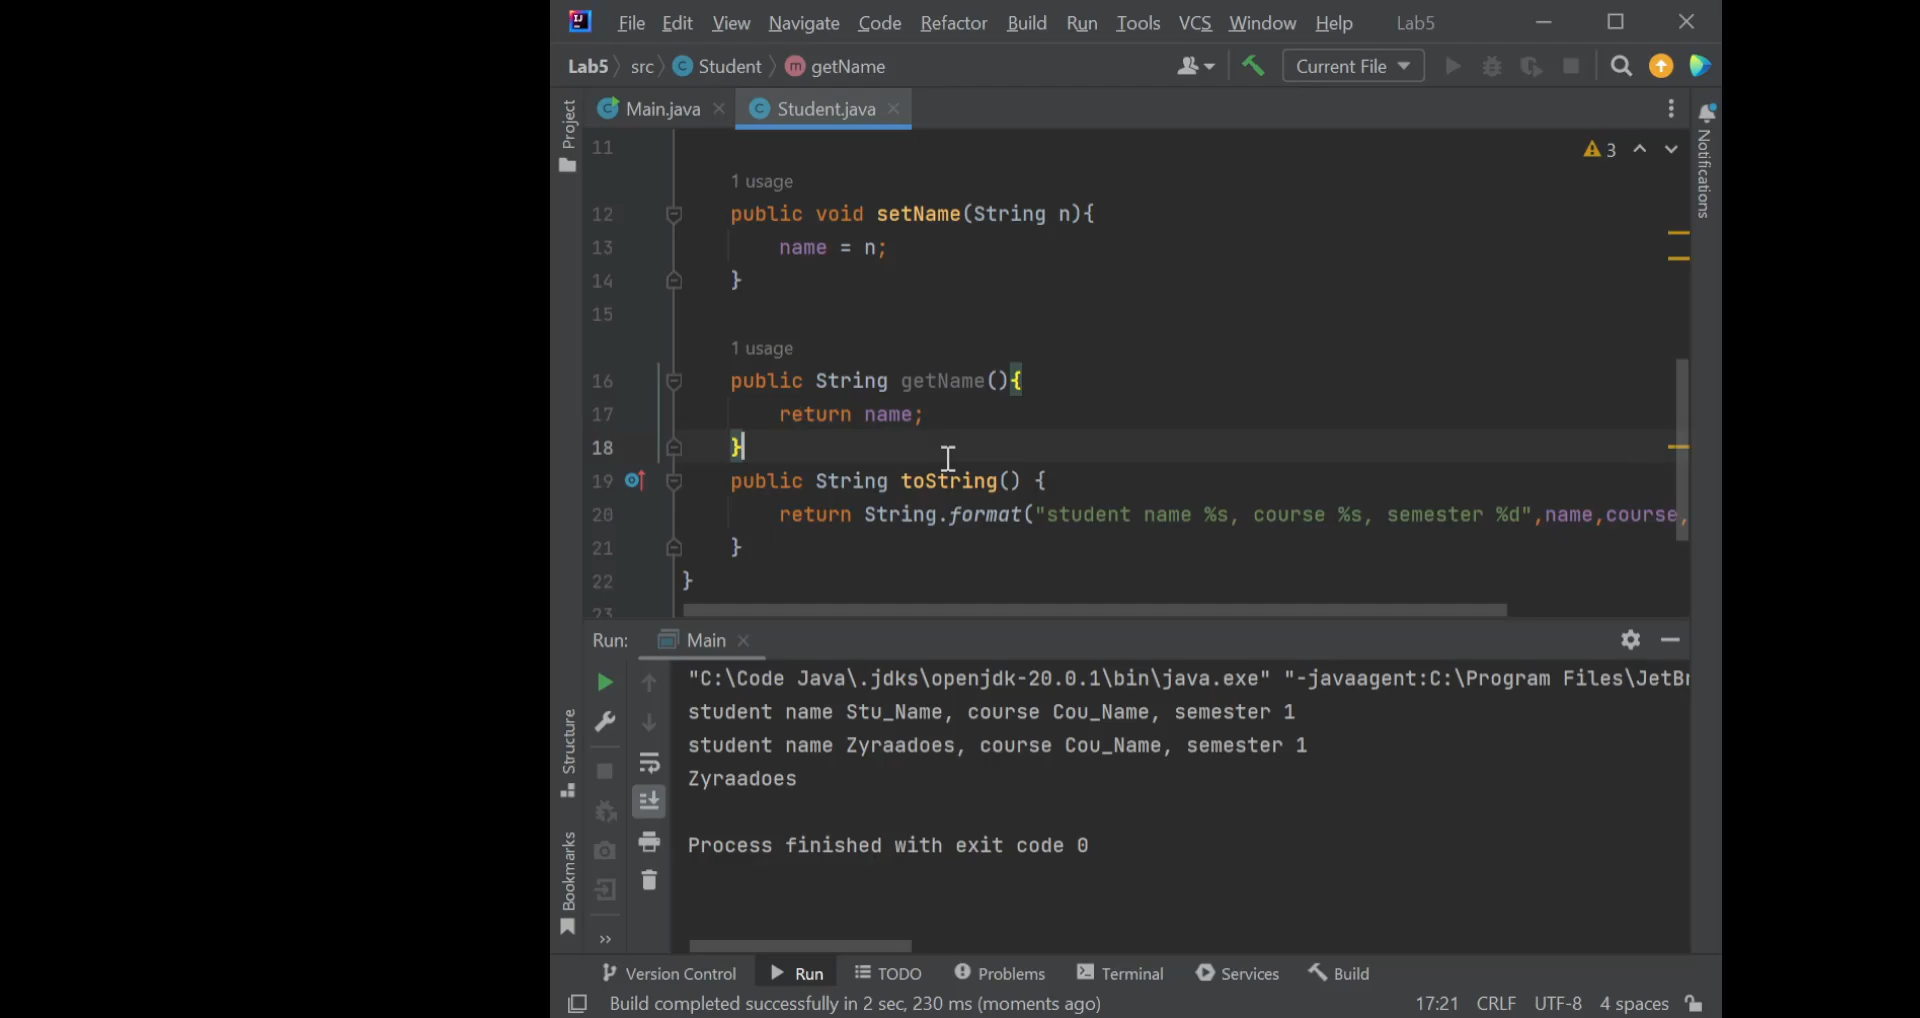 File Edit View Navigate Code Refactor Build Run Tools VCS Window Help Lab5
Lab5 src Student getName Current File
Project
Main.java Student.java
Notifications
11
3
1 usage
12 public void setName(String n){
13 name = n;
14 }
15
1 usage
16 public String getName(){
17 return name;
18 }
19 public String toString() {
20 return String.format("student name %s, course %s, semester %d",name,course,
21 }
22 }
23
Run: Main
"C:\Code Java\.jdks\openjdk-20.0.1\bin\java.exe" "-javaagent:C:\Program Files\JetBr
student name Stu_Name, course Cou_Name, semester 1
student name Zyraadoes, course Cou_Name, semester 1
Zyraadoes
Process finished with exit code 0
Structure
Bookmarks
Version Control Run TODO Problems Terminal Services Build
Build completed successfully in 2 sec, 230 ms (moments ago) 17:21 CRLF UTF-8 4 spaces